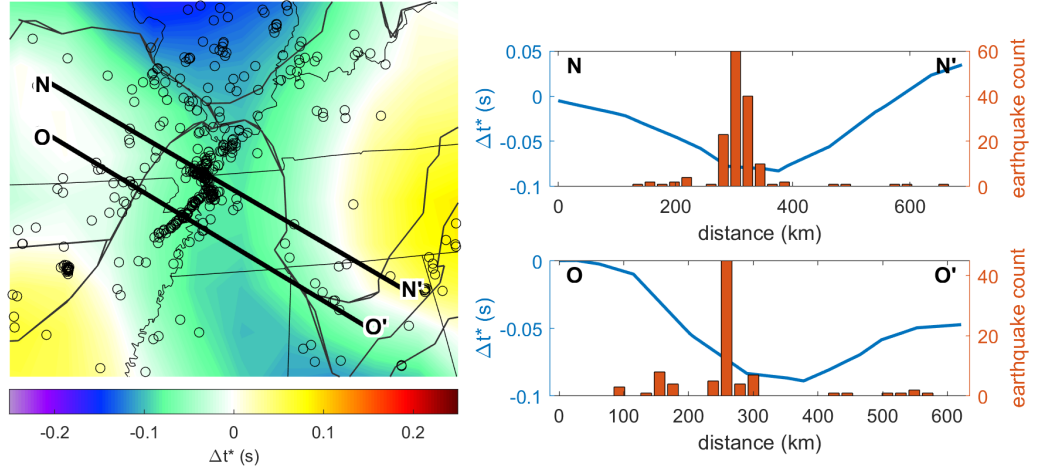 N
O
N'
O'
-0.2 -0.1 0 0.1 0.2
Δt* (s)
0.05
0
-0.05
-0.1
Δt* (s)
N N'
60
40
20
0
earthquake count
0 200 400 600
distance (km)
0
-0.05
-0.1
Δt* (s)
O O'
40
20
0
earthquake count
0 100 200 300 400 500 600
distance (km)